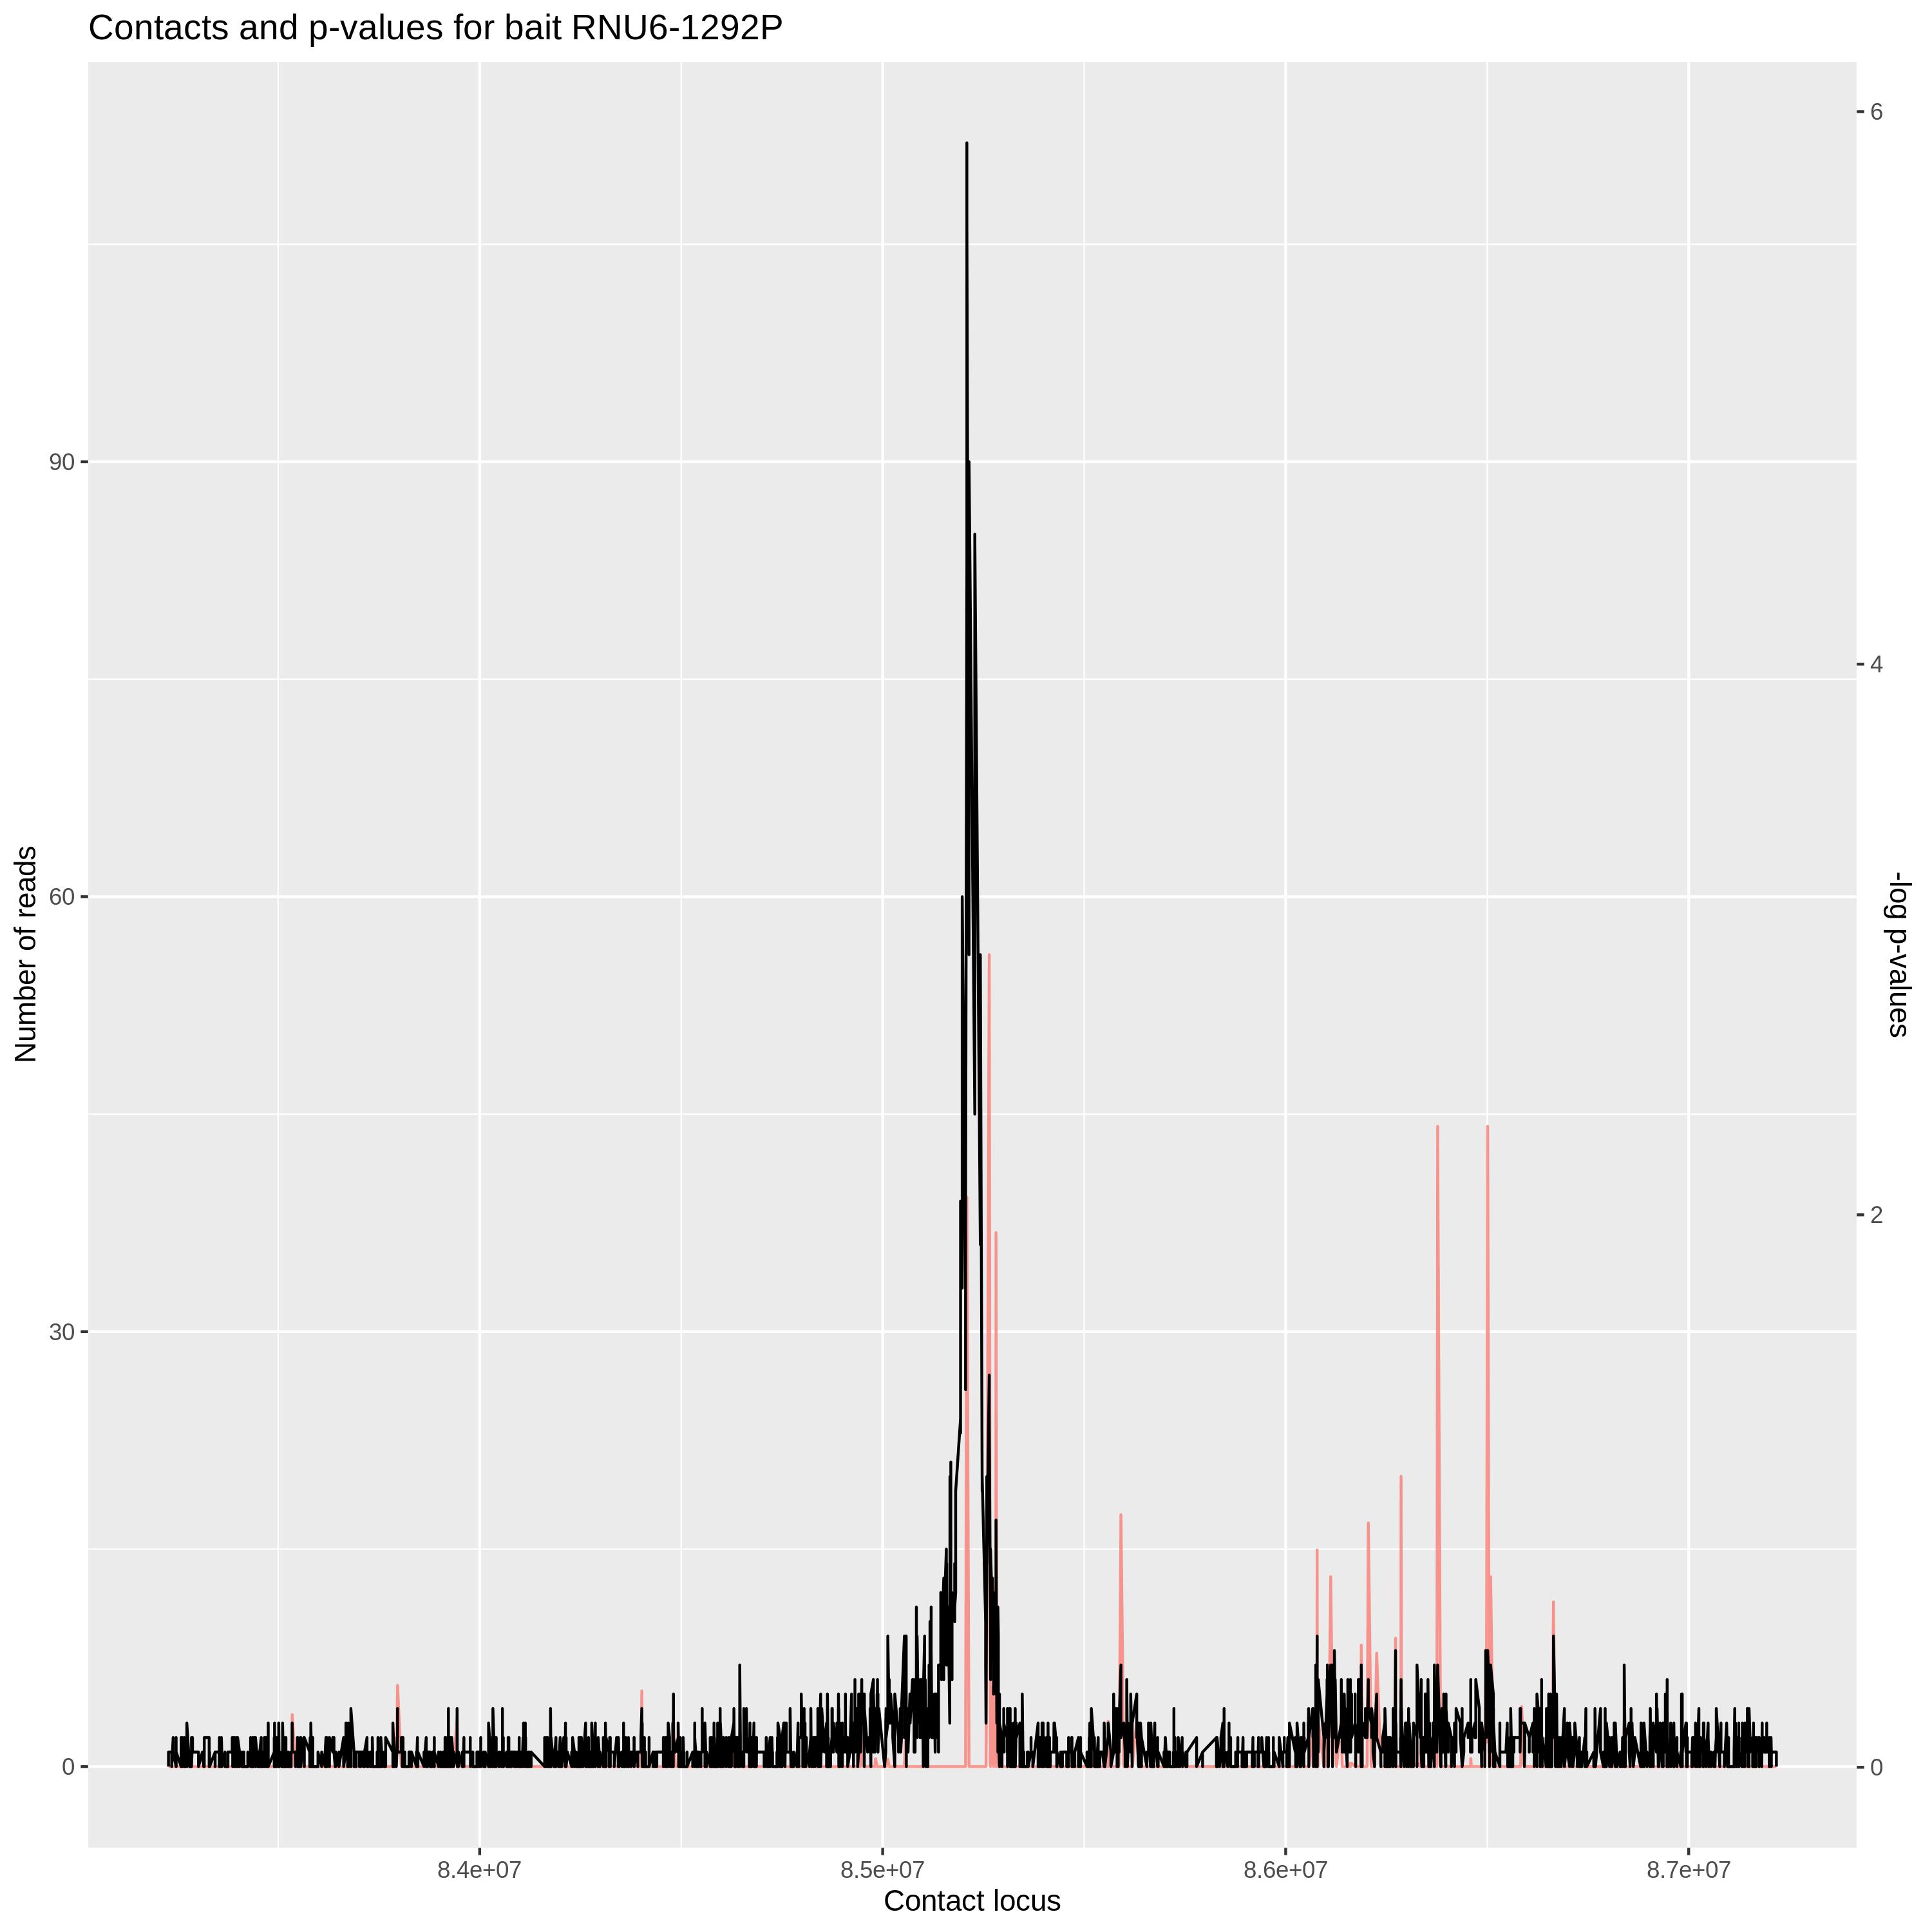 Contacts and p-values for bait RNU6-1292P
Number of reads
90
60
30
0
6
4
2
0
-log p-values
8.4e+07
8.5e+07
8.6e+07
8.7e+07
Contact locus